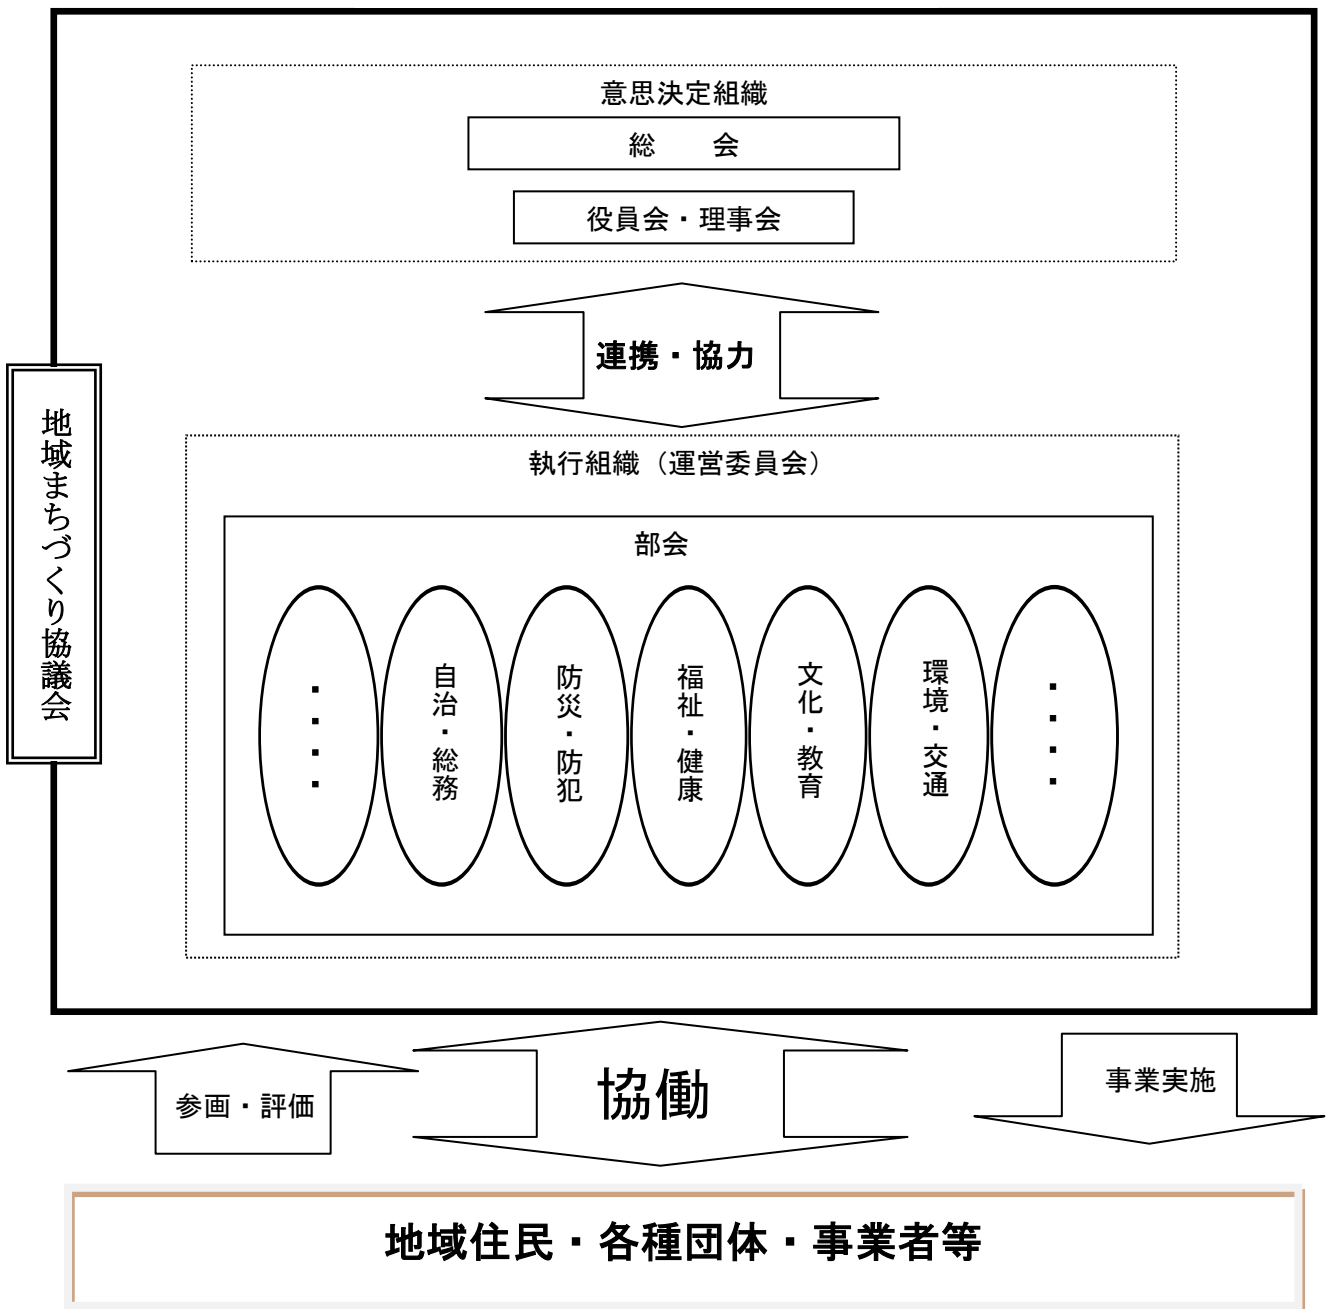 意思決定組織
総　　会
役員会・理事会
連携・協力
地域まちづくり協議会
執行組織（運営委員会）
部会
・・・・
自治・総務
防災・防犯
福祉・健康
文化・教育
環境・交通
・・・・
参画・評価
協働
事業実施
地域住民・各種団体・事業者等